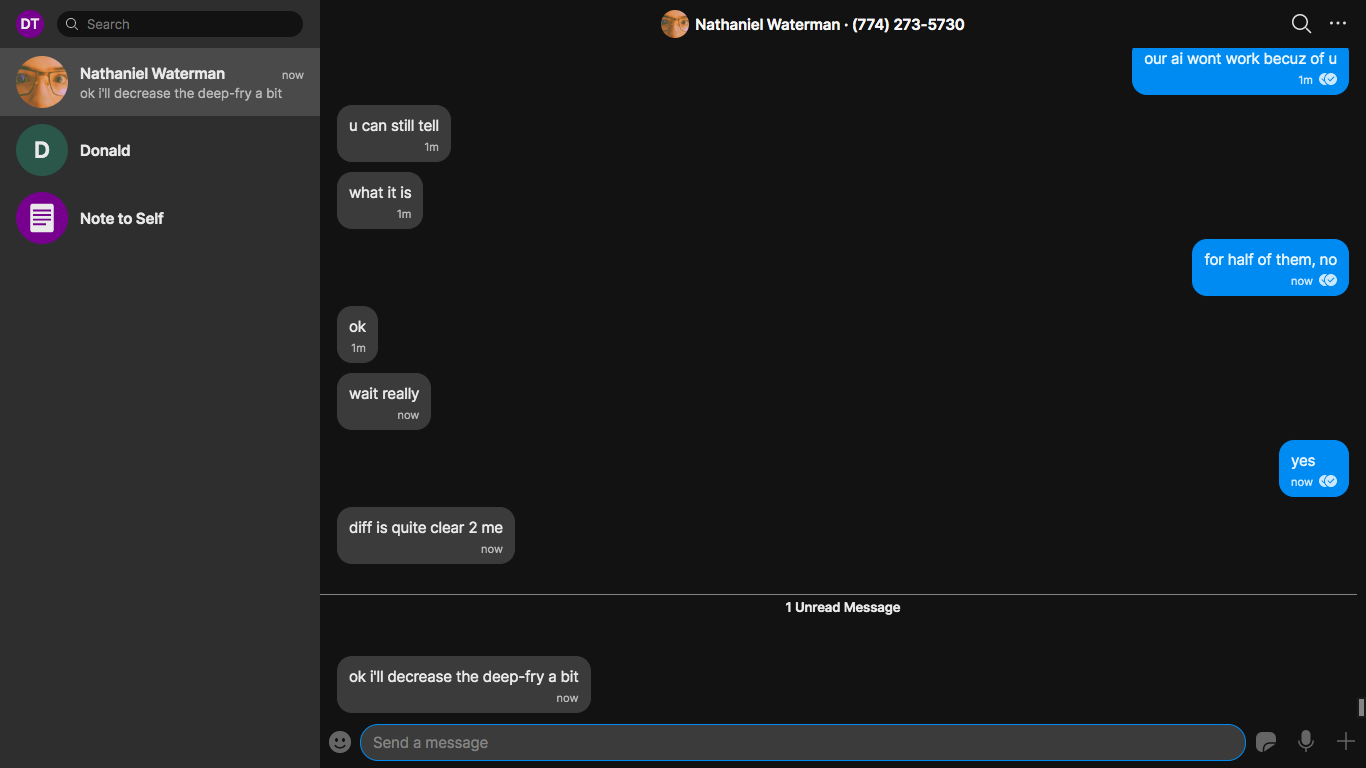 DT
Search
Nathaniel Waterman · (774) 273-5730
Nathaniel Waterman
now
ok i'll decrease the deep-fry a bit
D
Donald
Note to Self
our ai wont work becuz of u
1m
u can still tell
1m
what it is
1m
for half of them, no
now
ok
1m
wait really
now
yes
now
diff is quite clear 2 me
now
1 Unread Message
ok i'll decrease the deep-fry a bit
now
Send a message